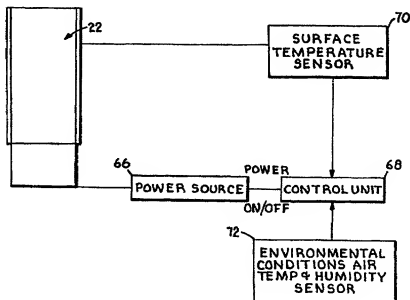 22
70
SURFACE
TEMPERATURE
SENSOR
66
POWER
68
POWER SOURCE
CONTROL UNIT
ON/OFF
72
ENVIRONMENTAL
CONDITIONS AIR
TEMP & HUMIDITY
SENSOR